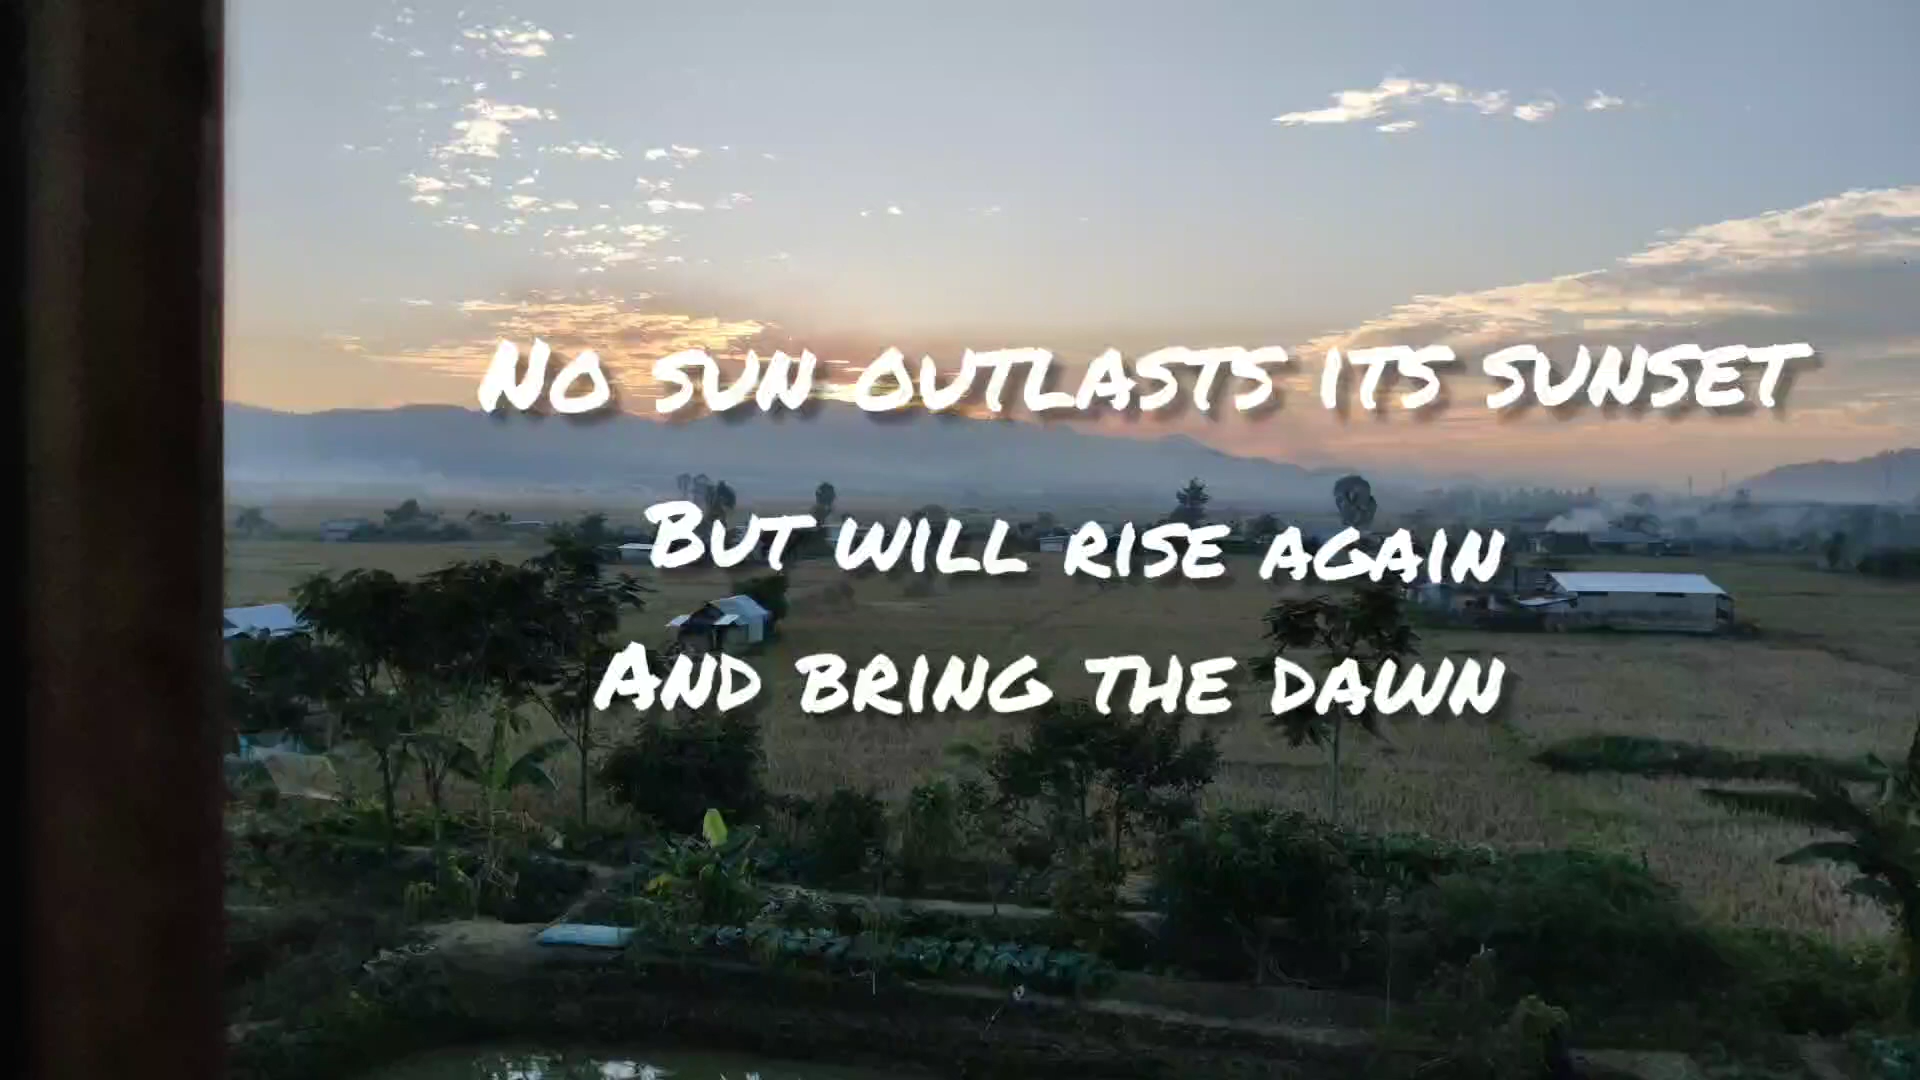 No sun outlasts its sunset
But will rise again
And bring the dawn